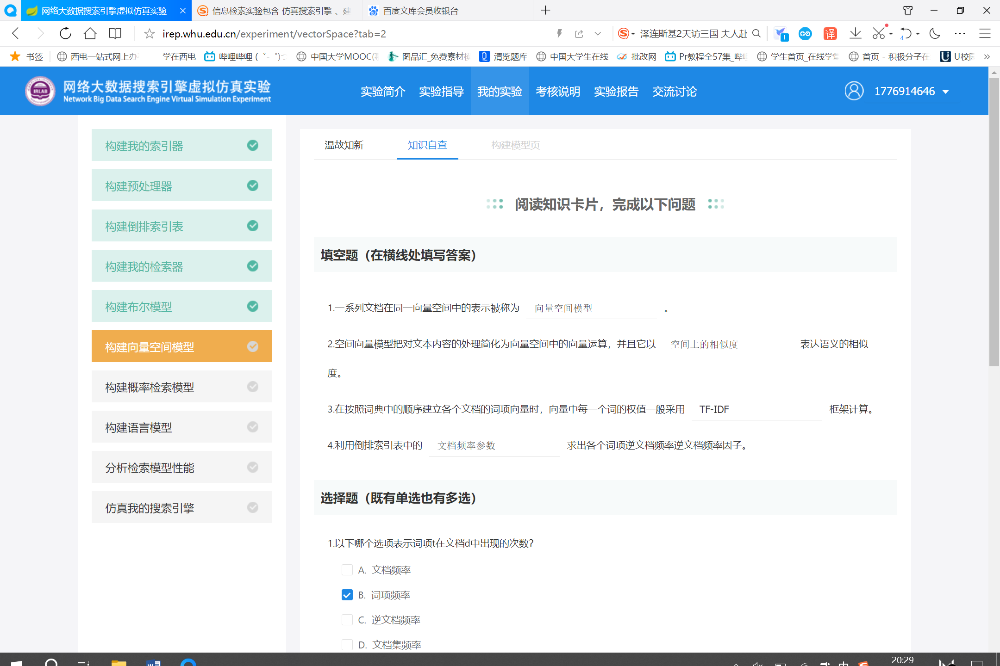 网络大数据搜索引擎虚拟仿真实验
信息检索实验包含 仿真搜索引擎 、建
百度文库会员收银台
irep.whu.edu.cn/experiment/vectorSpace?tab=2
泽连斯基2天访三国 夫人赴
译
4
书签
西电一站式网上办
学在西电
哔哩哔哩 ( ゜- ゜)つ
中国大学MOOC(
图品汇_免费素材
清览题库
中国大学生在线
批改网
Pr教程全57集_哔
学生首页_在线学
首页 - 积极分子在
U校园
IRLAB
网络大数据搜索引擎虚拟仿真实验
Network Big Data Search Engine Virtual Simulation Experiment
实验简介
实验指导
我的实验
考核说明
实验报告
交流讨论
1776914646
构建我的索引器
构建预处理器
构建倒排索引表
构建我的检索器
构建布尔模型
构建向量空间模型
构建概率检索模型
构建语言模型
分析检索模型性能
仿真我的搜索引擎
温故知新
知识自查
构建模型页
阅读知识卡片，完成以下问题
填空题（在横线处填写答案）
1.一系列文档在同一向量空间中的表示被称为 向量空间模型 。
2.空间向量模型把对文本内容的处理简化为向量空间中的向量运算，并且它以 空间上的相似度 表达语义的相似
度。
3.在按照词典中的顺序建立各个文档的词项向量时，向量中每一个词的权值一般采用 TF-IDF 框架计算。
4.利用倒排索引表中的 文档频率参数 求出各个词项逆文档频率逆文档频率因子。
选择题（既有单选也有多选）
1.以下哪个选项表示词项t在文档d中出现的次数?
A. 文档频率
B. 词项频率
C. 逆文档频率
D. 文档集频率
20:29